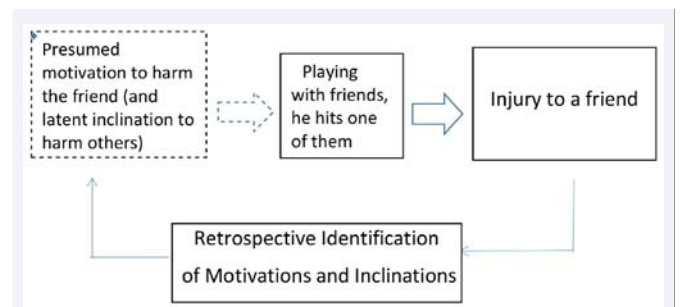 Presumed
motivation to harm
the friend (and
latent inclination to
harm others)
Playing
with friends,
he hits one
of them
Injury to a friend
Retrospective Identification
of Motivations and Inclinations